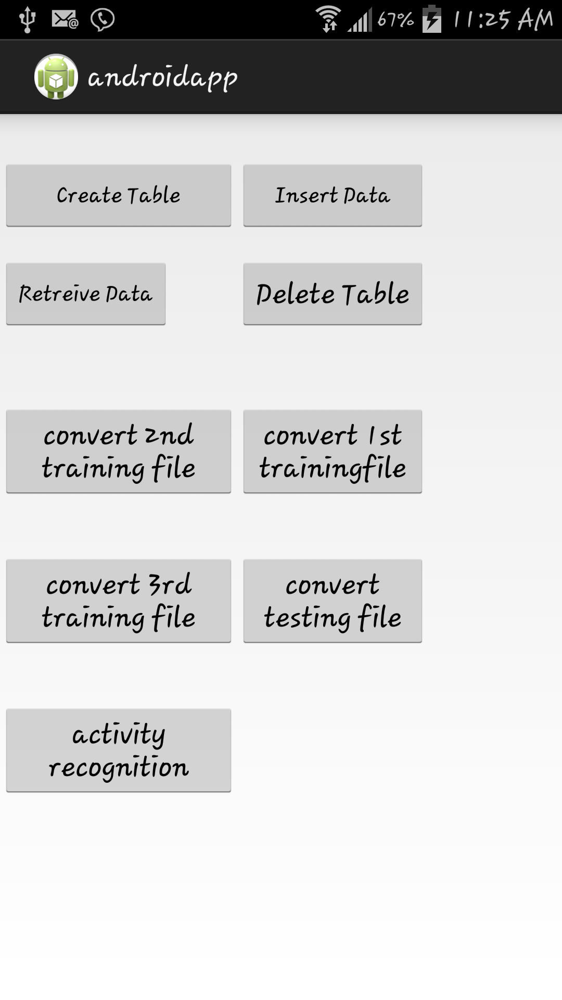 67% 11:25 AM
androidapp
Create Table
Insert Data
Retreive Data
Delete Table
convert 2nd
training file
convert 1st
trainingfile
convert 3rd
training file
convert
testing file
activity
recognition